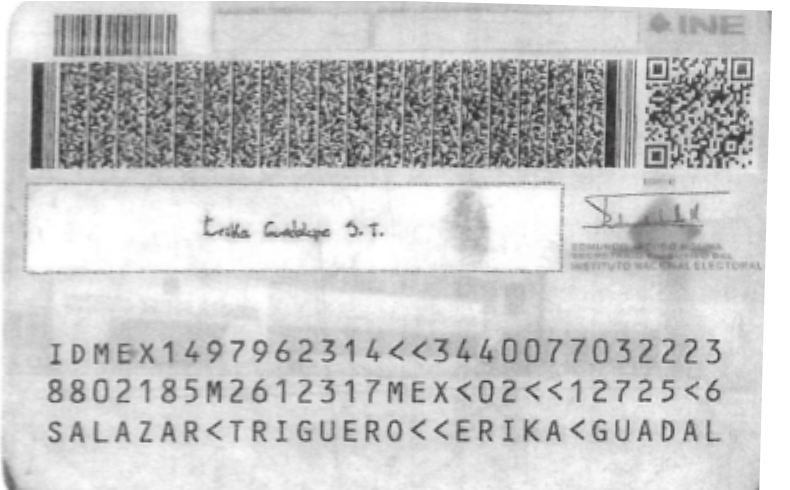 INE
Erika Guadalupe S. T.
EDMUNDO JACOBO MOLINA
SECRETARIO EJECUTIVO DEL
INSTITUTO NACIONAL ELECTORAL
IDMEX1497962314<<3440077032223
8802185M2612317MEX<02<<12725<6
SALAZAR<TRIGUERO<<ERIKA<GUADAL